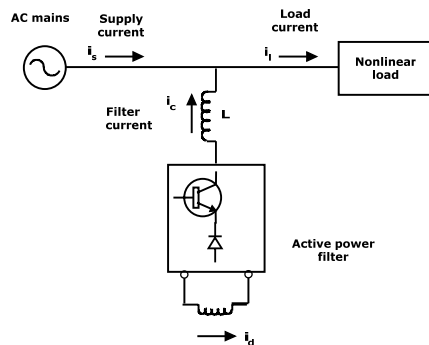 AC mains
Supply
current
Load
current
i_s
i_l
Nonlinear
load
i_c
Filter
current
L
Active power
filter
i_d